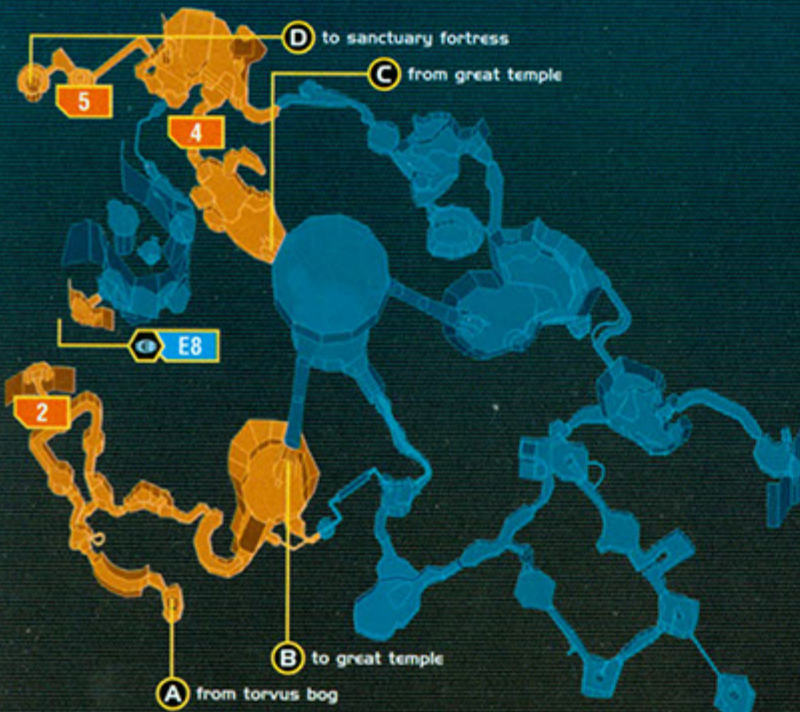 D to sanctuary fortress
C from great temple
5
4
E8
2
B to great temple
A from torvus bog